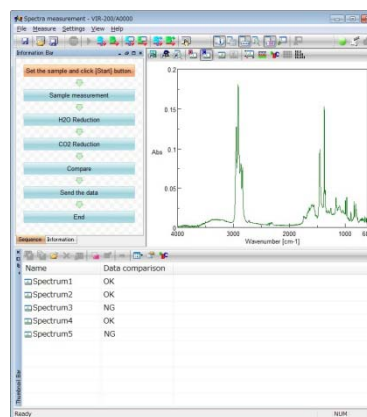 Spectra measurement - VIR-200/A0000
File Measure Settings View Help
Information Bar
Set the sample and click [Start] button.
Sample measurement
H2O Reduction
CO2 Reduction
Compare
Send the data
End
Sequence Information
0.2
0.15
Abs
0.1
0.05
0
4000 3000 2000 1000
Wavenumber [cm-1]
Name Data comparison
Spectrum1 OK
Spectrum2 OK
Spectrum3 NG
Spectrum4 OK
Spectrum5 NG
Thumbnail Bar
Ready NUM